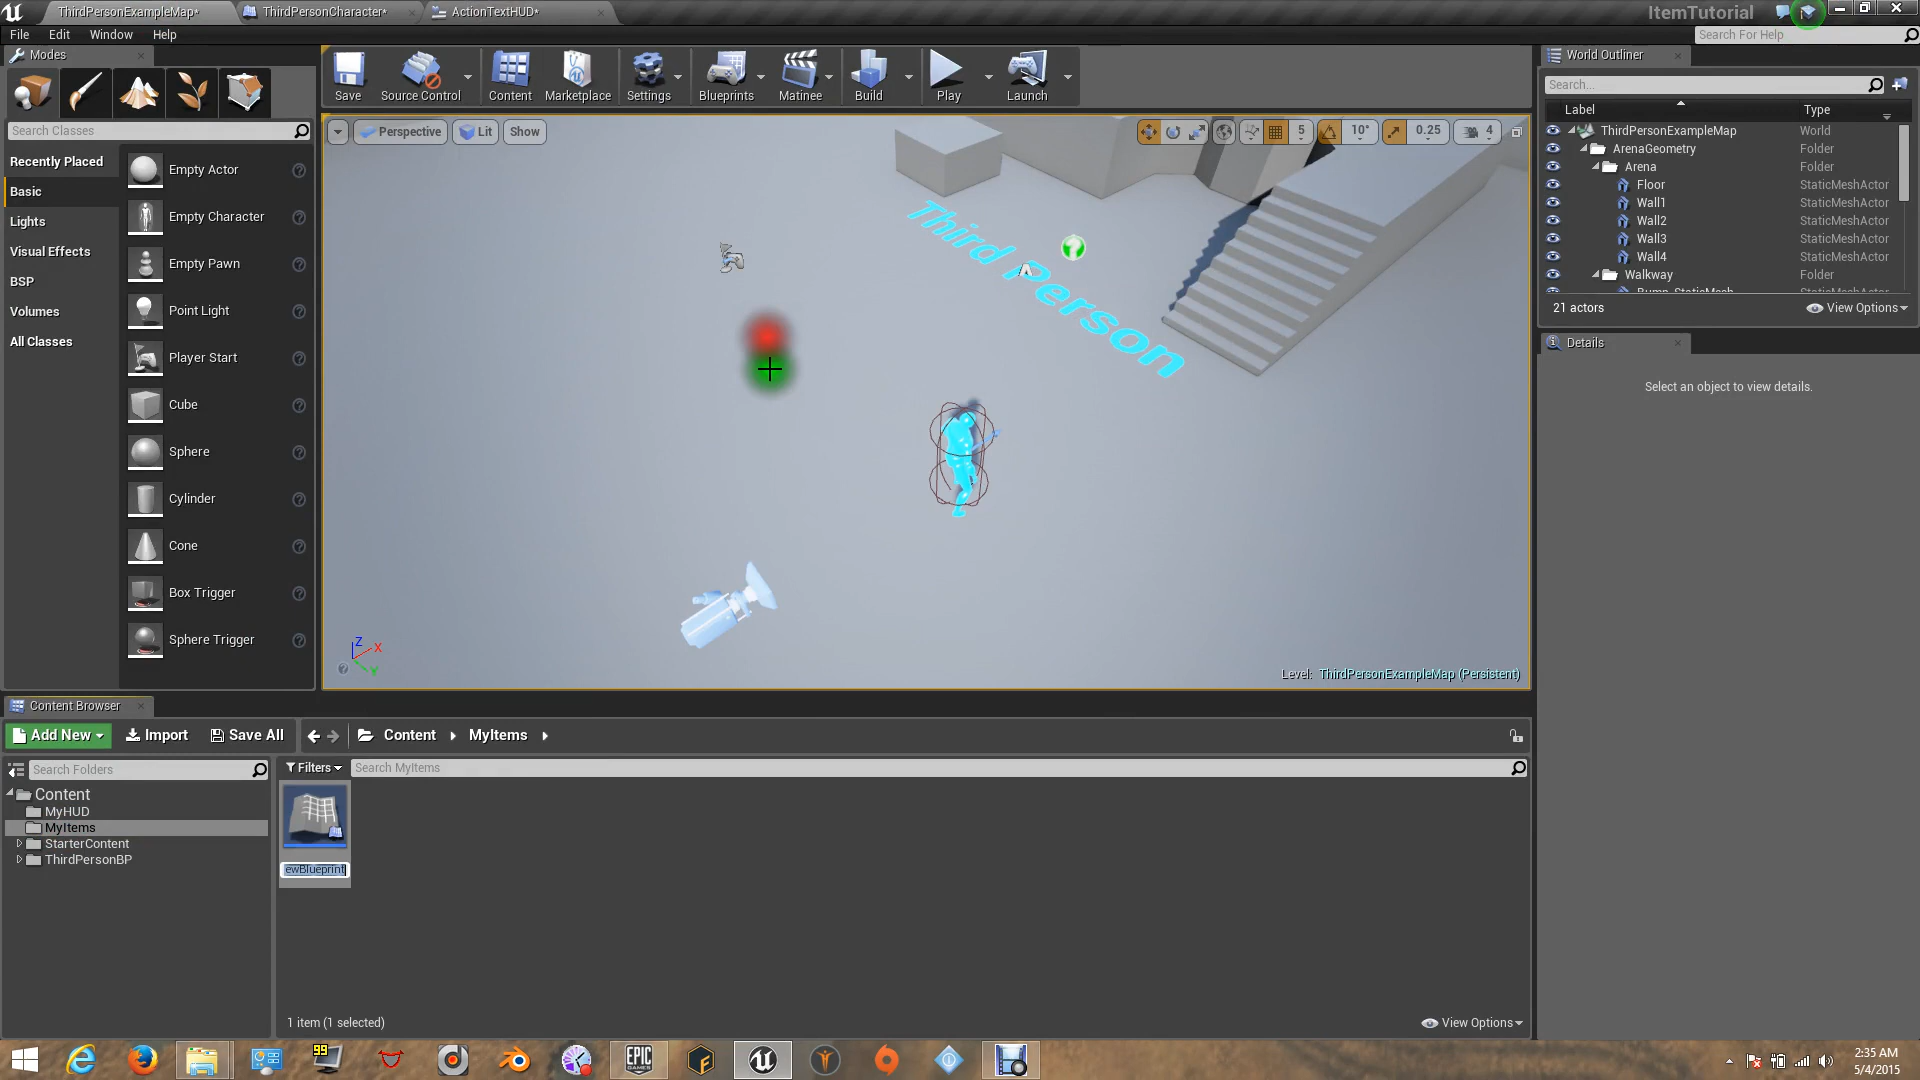 ThirdPersonExampleMap*
ThirdPersonCharacter*
ActionTextHUD*
ItemTutorial
File
Edit
Window
Help
Search For Help
Modes
Search Classes
Recently Placed
Basic
Lights
Visual Effects
BSP
Volumes
All Classes
Empty Actor
Empty Character
Empty Pawn
Point Light
Player Start
Cube
Sphere
Cylinder
Cone
Box Trigger
Sphere Trigger
Save
Source Control
Content
Marketplace
Settings
Blueprints
Matinee
Build
Play
Launch
Perspective
Lit
Show
5
10°
0.25
4
Third Person
Z
X
Y
Level: ThirdPersonExampleMap (Persistent)
World Outliner
Search...
Label Type
ThirdPersonExampleMap World
ArenaGeometry Folder
Arena Folder
Floor StaticMeshActor
Wall1 StaticMeshActor
Wall2 StaticMeshActor
Wall3 StaticMeshActor
Wall4 StaticMeshActor
Walkway Folder
Bump_StaticMesh StaticMeshActor
21 actors
View Options
Details
Select an object to view details.
Content Browser
Add New
Import
Save All
Content
MyItems
Search Folders
Filters
Search MyItems
Content
MyHUD
MyItems
StarterContent
ThirdPersonBP
ewBlueprint
1 item (1 selected)
View Options
99
EPIC
GAMES
2:35 AM
5/4/2015